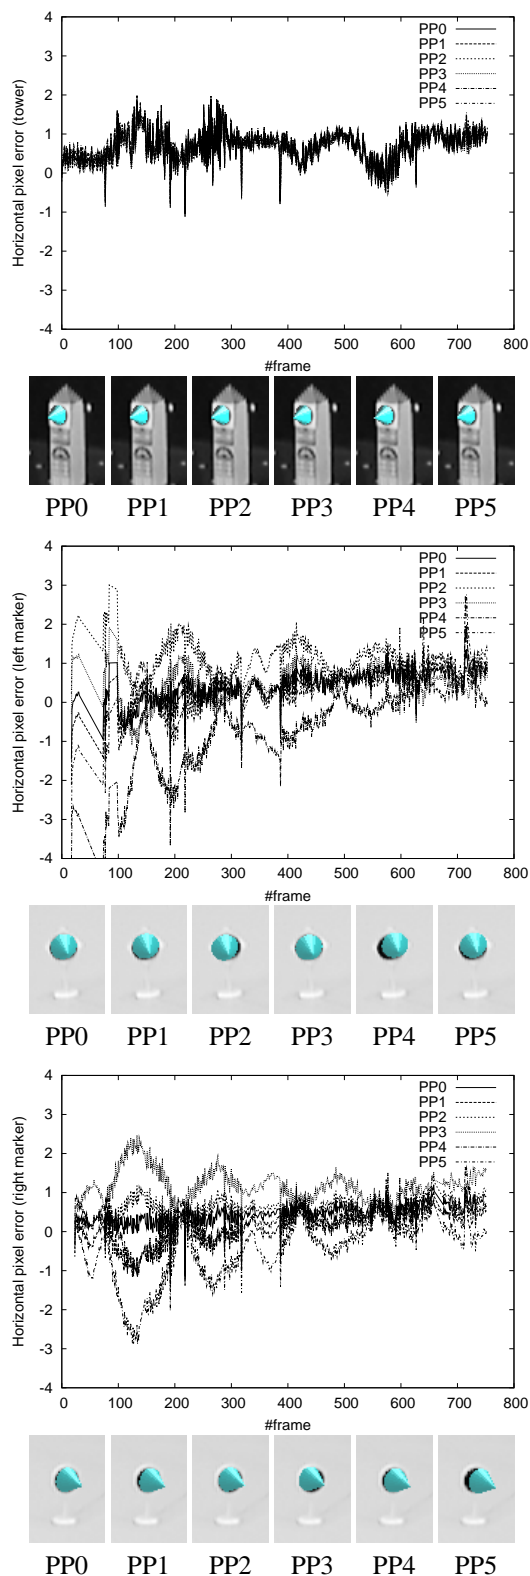 Horizontal pixel error (tower)
4
3
2
1
0
-1
-2
-3
-4
PP0
PP1
PP2
PP3
PP4
PP5
0 100 200 300 400 500 600 700 800
#frame
PP0 PP1 PP2 PP3 PP4 PP5
Horizontal pixel error (left marker)
4
3
2
1
0
-1
-2
-3
-4
PP0
PP1
PP2
PP3
PP4
PP5
0 100 200 300 400 500 600 700 800
#frame
PP0 PP1 PP2 PP3 PP4 PP5
Horizontal pixel error (right marker)
4
3
2
1
0
-1
-2
-3
-4
PP0
PP1
PP2
PP3
PP4
PP5
0 100 200 300 400 500 600 700 800
#frame
PP0 PP1 PP2 PP3 PP4 PP5